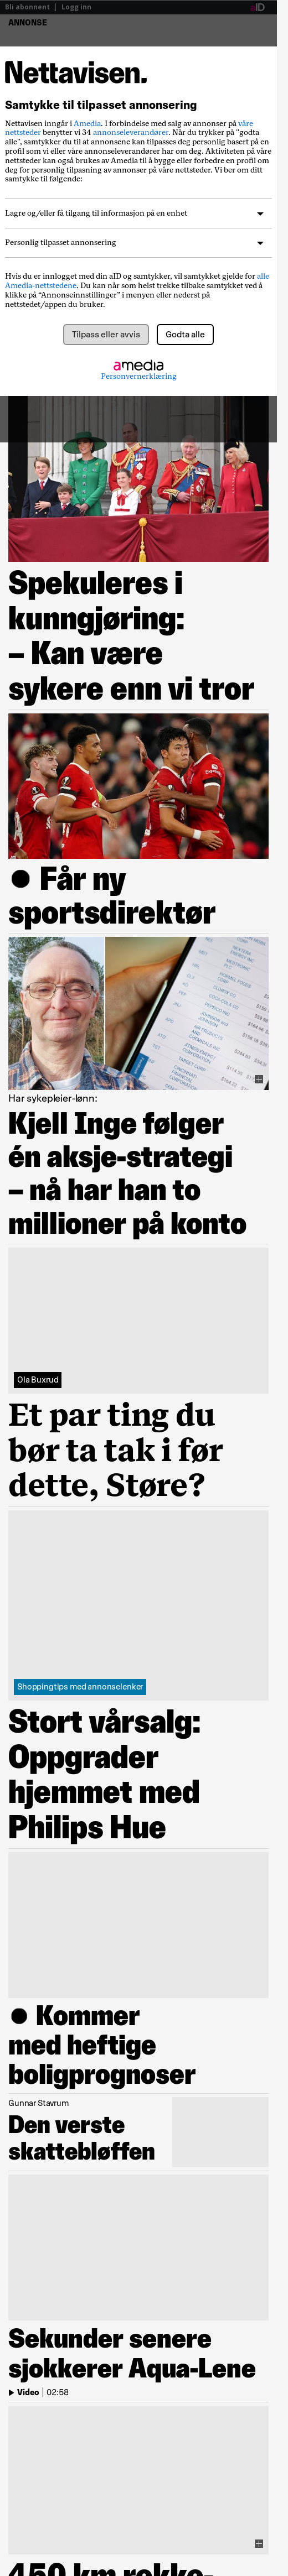 Bli abonnent | Logg inn
aID
ANNONSE
Nettavisen.
Samtykke til tilpasset annonsering
Nettavisen inngår i Amedia. I forbindelse med salg av annonser på våre
nettsteder benytter vi 34 annonseleverandører. Når du trykker på "godta
alle", samtykker du til at annonsene kan tilpasses deg personlig basert på en
profil som vi eller våre annonseleverandører har om deg. Aktiviteten på våre
nettsteder kan også brukes av Amedia til å bygge eller forbedre en profil om
deg for personlig tilpasning av annonser på våre nettsteder. Vi ber om ditt
samtykke til følgende:
Lagre og/eller få tilgang til informasjon på en enhet
Personlig tilpasset annonsering
Hvis du er innlogget med din aID og samtykker, vil samtykket gjelde for alle
Amedia-nettstedene. Du kan når som helst trekke tilbake samtykket ved å
klikke på "Annonseinnstillinger" i menyen eller nederst på
nettstedet/appen du bruker.
Tilpass eller avvis
Godta alle
amedia
Personvernerklæring
Spekuleres i
kunngjøring:
– Kan være
sykere enn vi tror
● Får ny
sportsdirektør
Har sykepleier-lønn:
Kjell Inge følger
én aksje-strategi
– nå har han to
millioner på konto
Ola Buxrud
Et par ting du
bør ta tak i før
dette, Støre?
Shoppingtips med annonselenker
Stort vårsalg:
Oppgrader
hjemmet med
Philips Hue
● Kommer
med heftige
boligprognoser
Gunnar Stavrum
Den verste
skattebløffen
Sekunder senere
sjokkerer Aqua-Lene
Video | 02:58